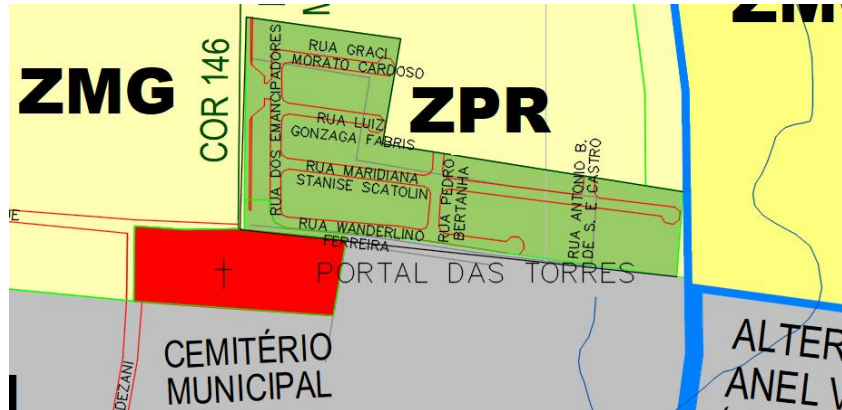 ZMG
COR 146
RUA DOS EMANCIPADORES
RUA GRACI
MORATO CARDOSO
ZPR
RUA LUIZ
GONZAGA FABRIS
RUA MARIDIANA
STANISE SCATOLIN
RUA PEDRO
BERTANHA
RUA ANTONIO B.
DE S. E CASTRO
RUA WANDERLINO
FERREIRA
PORTAL DAS TORRES
CEMITÉRIO
MUNICIPAL
DEZANI
ALTER
ANEL V